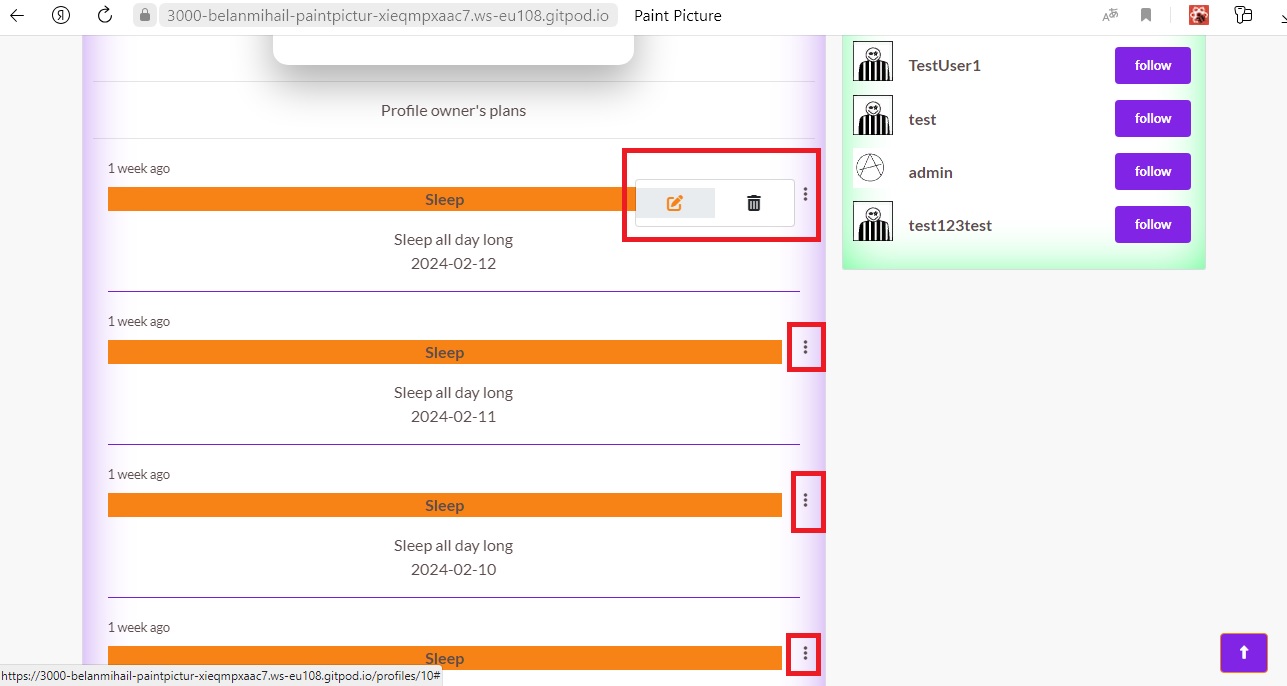 Я
3000-belanmihail-paintpictur-xieqmpxaac7.ws-eu108.gitpod.io Paint Picture
Profile owner's plans
1 week ago
Sleep
Sleep all day long
2024-02-12
1 week ago
Sleep
Sleep all day long
2024-02-11
1 week ago
Sleep
Sleep all day long
2024-02-10
1 week ago
Sleep
https://3000-belanmihail-paintpictur-xieqmpxaac7.ws-eu108.gitpod.io/profiles/10#
TestUser1 follow
test follow
admin follow
test123test follow